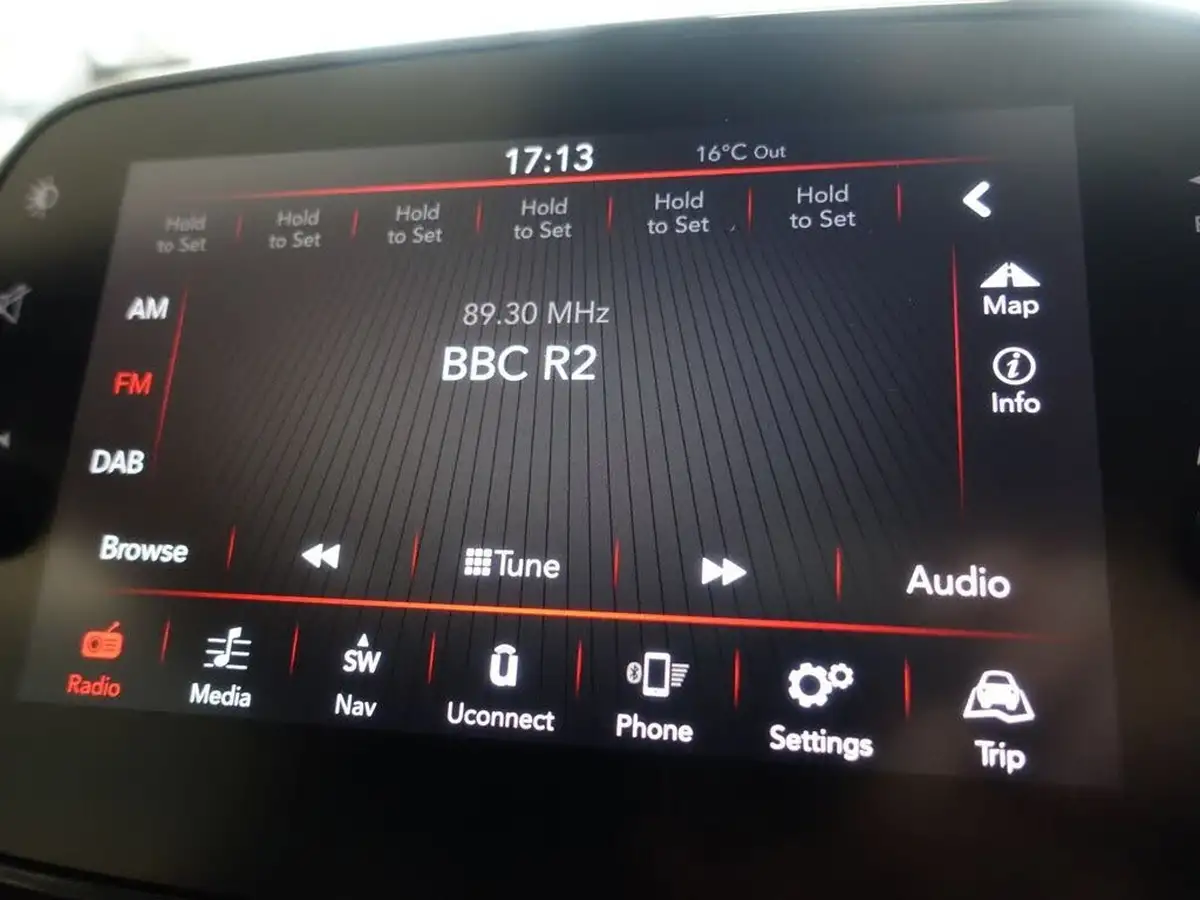 17:13 16°C Out
Hold to Set
Hold to Set
Hold to Set
Hold to Set
Hold to Set
Hold to Set
Map
AM
89.30 MHz
BBC R2
FM
Info
DAB
Browse Tune Audio
Radio
Media
SW
Nav
û
Uconnect
Phone
Settings
Trip